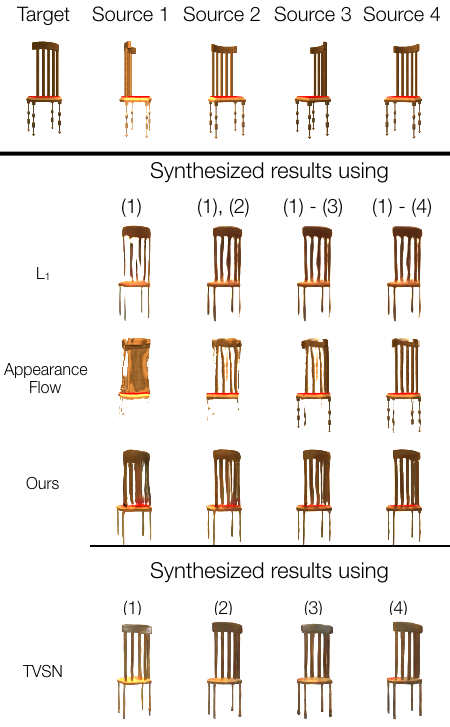 Target Source 1 Source 2 Source 3 Source 4
Synthesized results using
(1) (1), (2) (1) - (3) (1) - (4)
L₁
Appearance
Flow
Ours
Synthesized results using
(1) (2) (3) (4)
TVSN